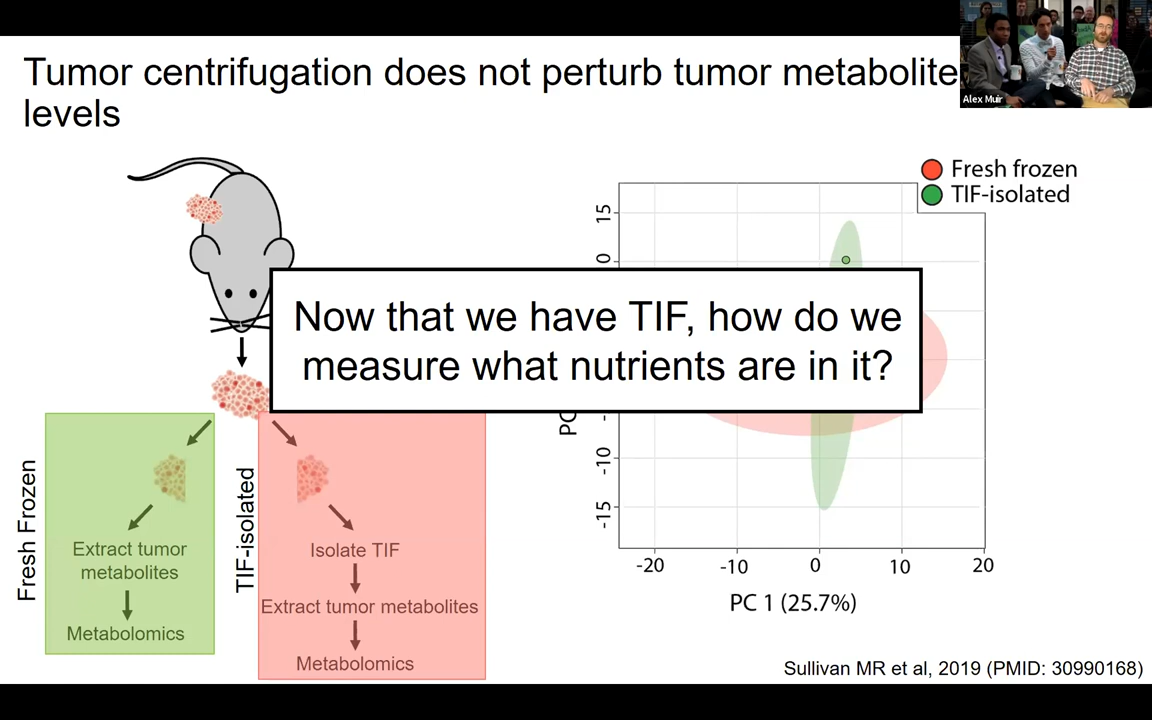 Tumor centrifugation does not perturb tumor metabolite
levels
Alex Muir
Fresh frozen
TIF-isolated
15
0
Now that we have TIF, how do we
measure what nutrients are in it?
PC
-10
-15
-20
-10
0
10
20
PC 1 (25.7%)
Fresh Frozen
Extract tumor
metabolites
Metabolomics
TIF-isolated
Isolate TIF
Extract tumor metabolites
Metabolomics
Sullivan MR et al, 2019 (PMID: 30990168)